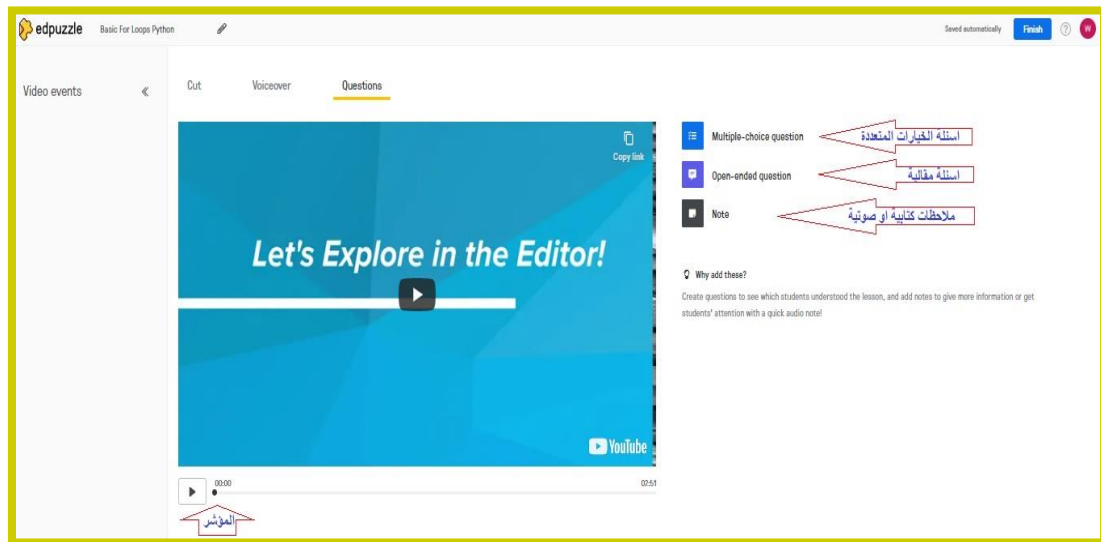 edpuzzle
Basic For Loops Python
Saved automatically
Finish
?
W
Video events
Cut
Voiceover
Questions
Copy link
Let's Explore in the Editor!
YouTube
00:00
02:51
المؤشر
Multiple-choice question
اسئلة الخيارات المتعددة
Open-ended question
اسئلة مقالية
Note
ملاحظات كتابية او صوتية
Why add these?
Create questions to see which students understood the lesson, and add notes to give more information or get
students' attention with a quick audio note!